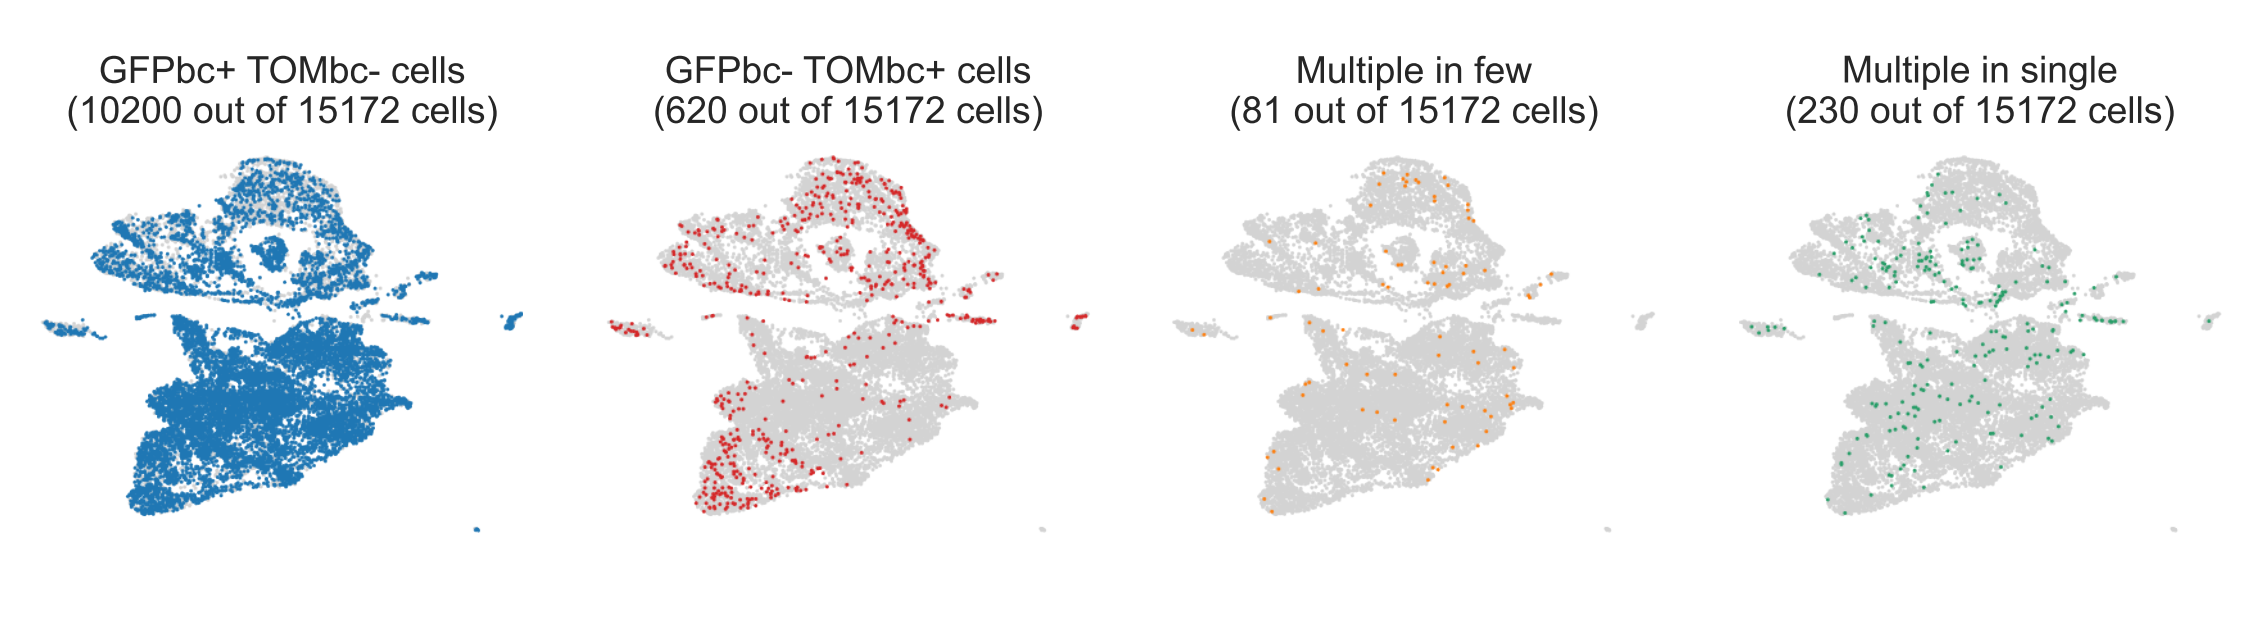 GFPbc+ TOMbc- cells
(10200 out of 15172 cells)
GFPbc- TOMbc+ cells
(620 out of 15172 cells)
Multiple in few
(81 out of 15172 cells)
Multiple in single
(230 out of 15172 cells)